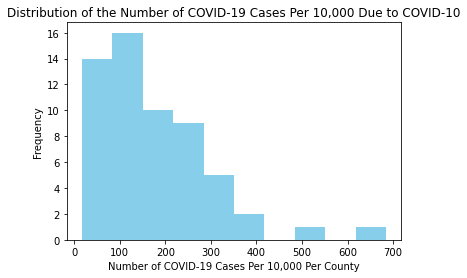 Distribution of the Number of COVID-19 Cases Per 10,000 Due to COVID-10
16
14
12
10
8
6
4
2
0
Frequency
0 100 200 300 400 500 600 700
Number of COVID-19 Cases Per 10,000 Per County